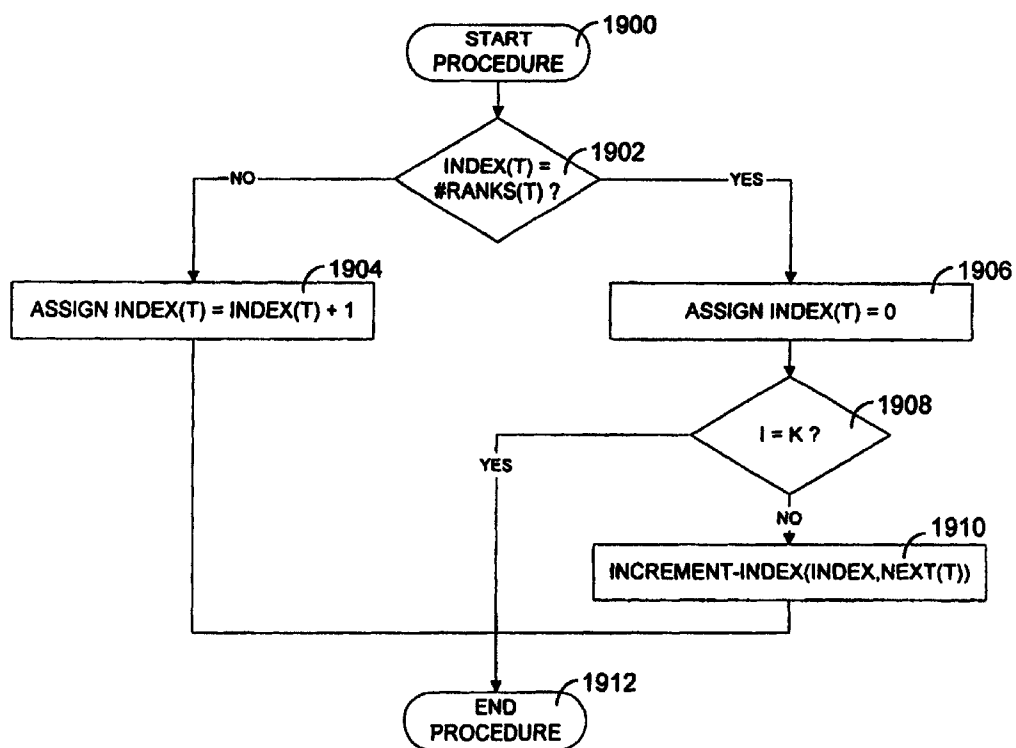 1900
START
PROCEDURE
1902
INDEX(T) =
#RANKS(T) ?
NO
YES
1904
ASSIGN INDEX(T) = INDEX(T) + 1
1906
ASSIGN INDEX(T) = 0
1908
I = K ?
YES
NO
1910
INCREMENT-INDEX(INDEX,NEXT(T))
1912
END
PROCEDURE